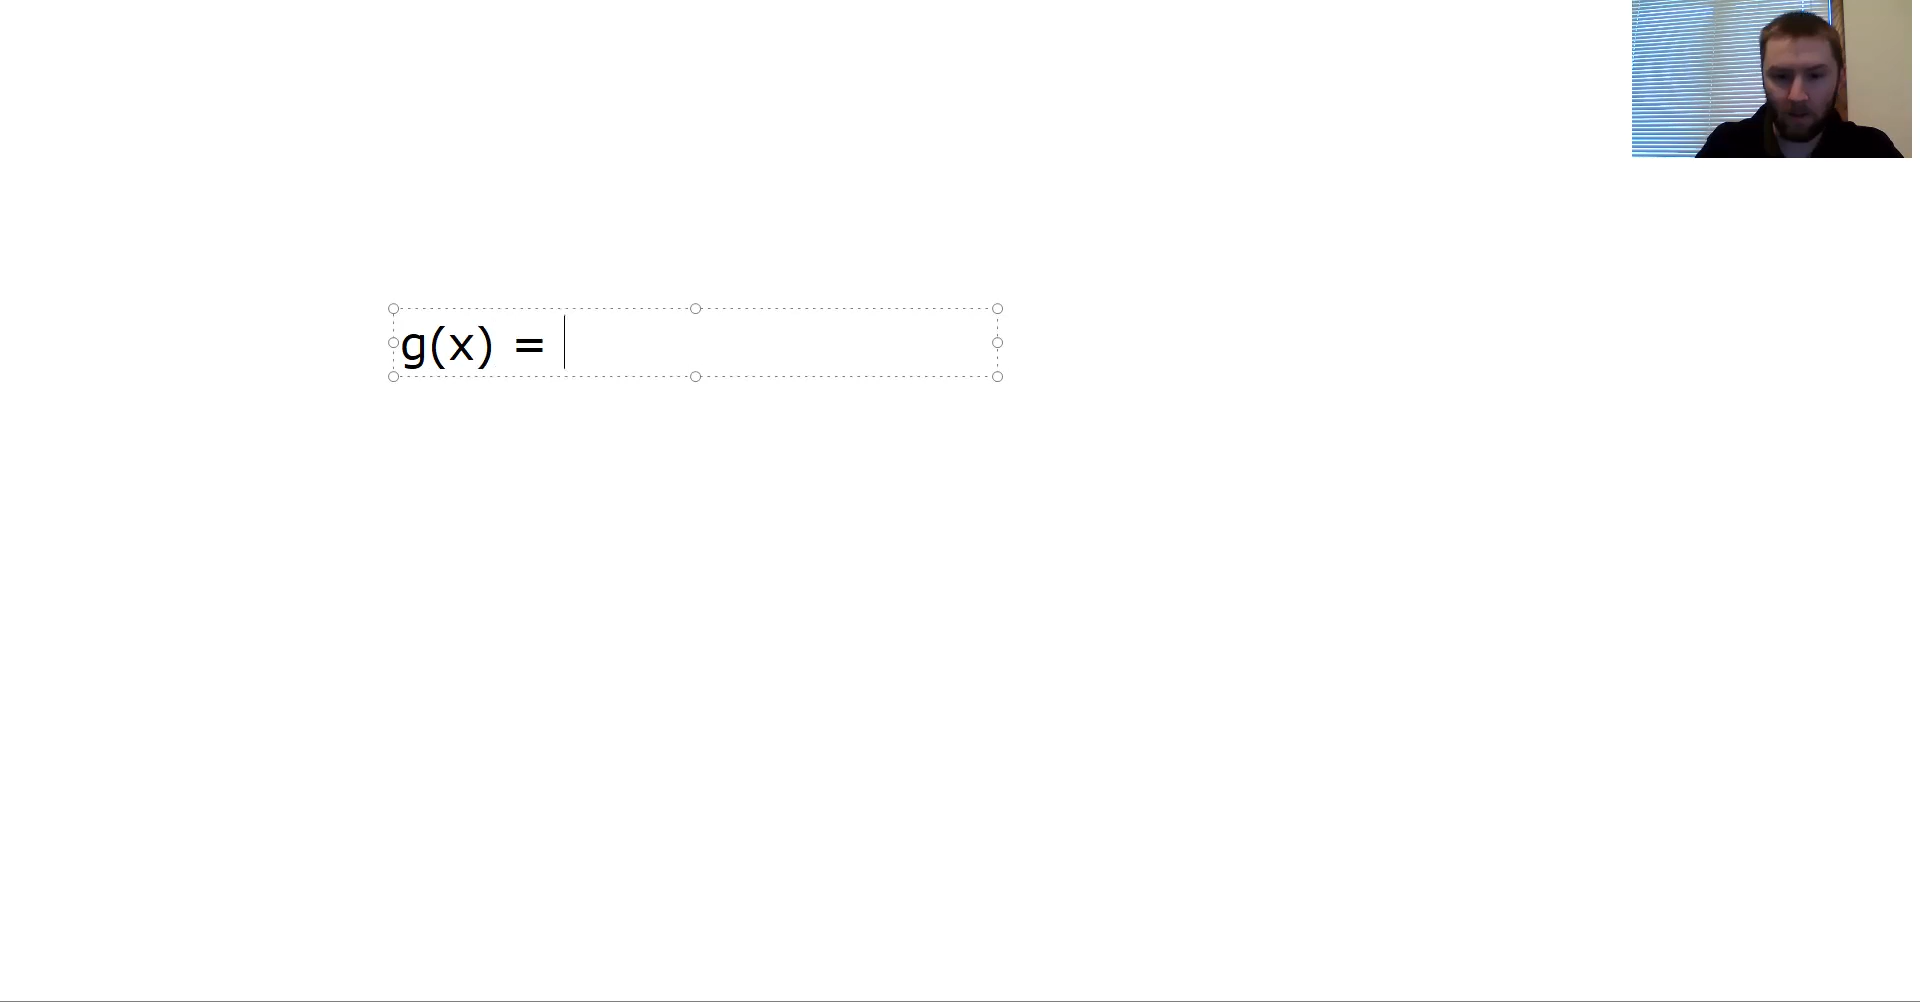 g(x) =